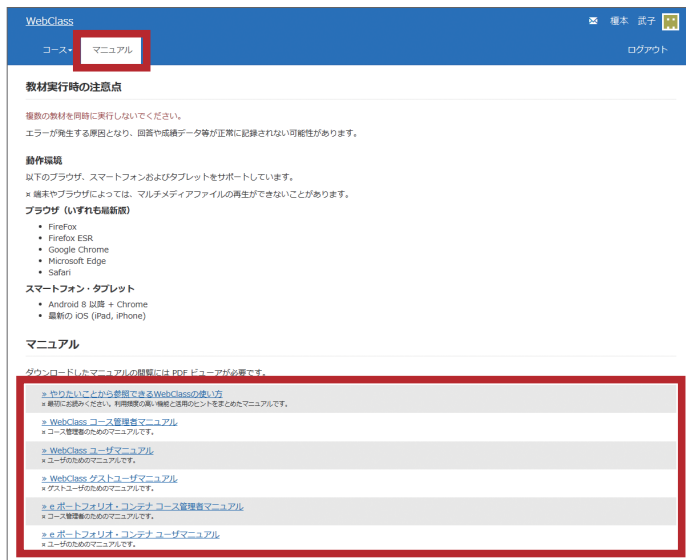 WebClass
榎本 武子
コース
マニュアル
ログアウト
教材実行時の注意点
複数の教材を同時に実行しないでください。
エラーが発生する原因となり、回答や成績データ等が正常に記録されない可能性があります。
動作環境
以下のブラウザ、スマートフォンおよびタブレットをサポートしています。
※ 端末やブラウザによっては、マルチメディアファイルの再生ができないことがあります。
ブラウザ（いずれも最新版）
• FireFox
• Firefox ESR
• Google Chrome
• Microsoft Edge
• Safari
スマートフォン・タブレット
• Android 8 以降 + Chrome
• 最新の iOS (iPad, iPhone)
マニュアル
ダウンロードしたマニュアルの閲覧には PDF ビューアが必要です。
» やりたいことから参照できるWebClassの使い方
※ 最初にお読みください。利用頻度の高い機能と活用のヒントをまとめたマニュアルです。
» WebClass コース管理者マニュアル
※ コース管理者のためのマニュアルです。
» WebClass ユーザマニュアル
※ ユーザのためのマニュアルです。
» WebClass ゲストユーザマニュアル
※ ゲストユーザのためのマニュアルです。
» e ポートフォリオ・コンテナ コース管理者マニュアル
※ コース管理者のためのマニュアルです。
» e ポートフォリオ・コンテナ ユーザマニュアル
※ ユーザのためのマニュアルです。